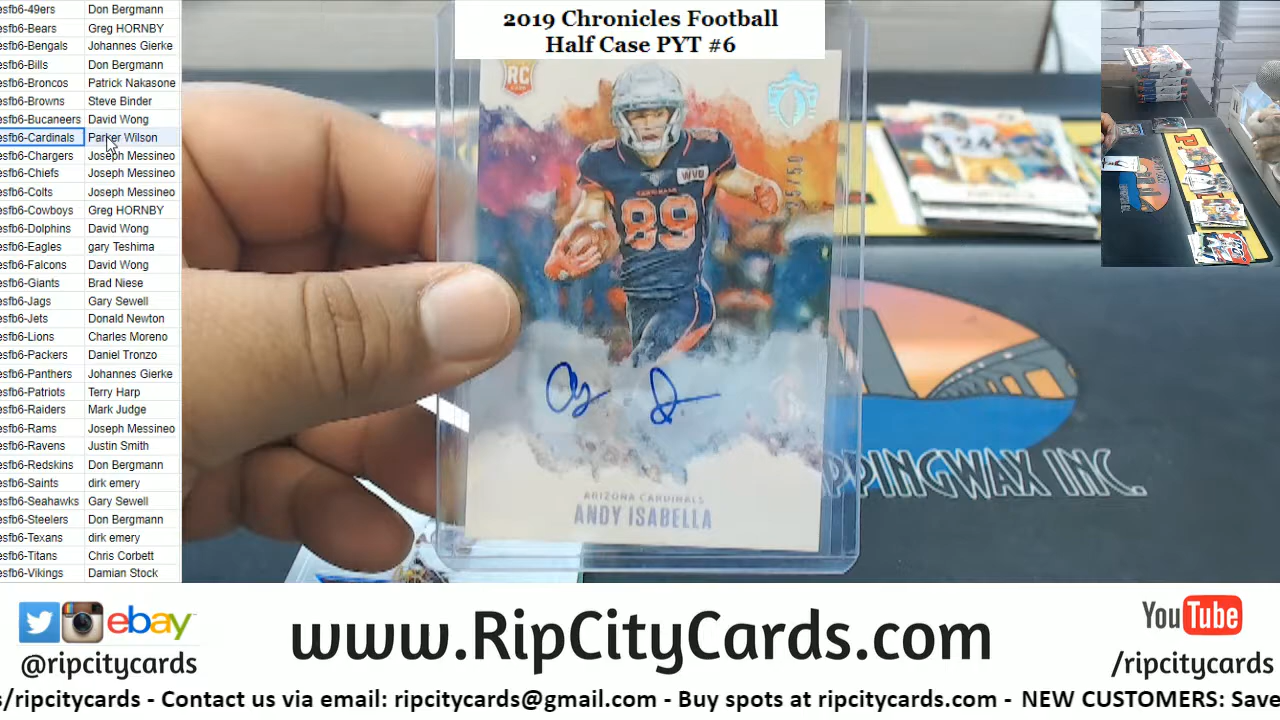 2019 Chronicles Football
Half Case PYT #6
esfb6-49ers Don Bergmann
esfb6-Bears Greg HORNBY
esfb6-Bengals Johannes Gierke
esfb6-Bills Don Bergmann
esfb6-Broncos Patrick Nakasone
esfb6-Browns Steve Binder
esfb6-Bucaneers David Wong
esfb6-Cardinals Parker Wilson
esfb6-Chargers Joseph Messineo
esfb6-Chiefs Joseph Messineo
esfb6-Colts Joseph Messineo
esfb6-Cowboys Greg HORNBY
esfb6-Dolphins David Wong
esfb6-Eagles gary Teshima
esfb6-Falcons David Wong
esfb6-Giants Brad Niese
esfb6-Jags Gary Sewell
esfb6-Jets Donald Newton
esfb6-Lions Charles Moreno
esfb6-Packers Daniel Tronzo
esfb6-Panthers Johannes Gierke
esfb6-Patriots Terry Harp
esfb6-Raiders Mark Judge
esfb6-Rams Joseph Messineo
esfb6-Ravens Justin Smith
esfb6-Redskins Don Bergmann
esfb6-Saints dirk emery
esfb6-Seahawks Gary Sewell
esfb6-Steelers Don Bergmann
esfb6-Texans dirk emery
esfb6-Titans Chris Corbett
esfb6-Vikings Damian Stock
RC
WVB
89
24
ARIZONA CARDINALS
ANDY ISABELLA
PPINGWAX INC.
ebay
@ripcitycards
www.RipCityCards.com
YouTube
/ripcitycards
s/ripcitycards - Contact us via email: ripcitycards@gmail.com - Buy spots at ripcitycards.com - NEW CUSTOMERS: Save